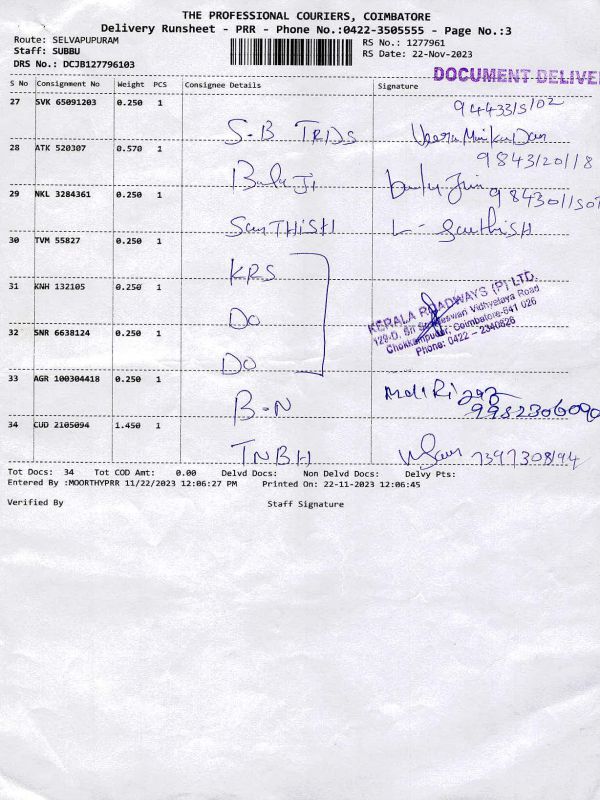 THE PROFESSIONAL COURIERS, COIMBATORE
Delivery Runsheet - PRR - Phone No.:0422-3505555 - Page No.:3
Route: SELVAPUPURAM
Staff: SUBBU
DRS No.: DCJB127796103
RS No.: 1277961
RS Date: 22-Nov-2023
DOCUMENT DELIVE
S No Consignment No Weight PCS Consignee Details Signature
27 SVK 65091203 0.250 1
S.B TRDS
28 ATK 520307 0.570 1
Balaji
29 NKL 3284361 0.250 1
SanTHISH L-
30 TVM 55827 0.250 1
KRS
31 KNH 132105 0.250 1
DO
32 SNR 6638124 0.250 1
DO
KERALA ROADWAYS (P) LTD.
Vidhyalaya Road
Chokkampudur, Coimbatore-641 026
Phone: 0422 - 2340826
33 AGR 100304418 0.250 1
B-N
34 CUD 2105094 1.450 1
TNBH
Tot Docs: 34 Tot COD Amt: 0.00 Delvd Docs: Non Delvd Docs: Delvy Pts:
Entered By :MOORTHYPRR 11/22/2023 12:06:27 PM Printed On: 22-11-2023 12:06:45
Verified By Staff Signature